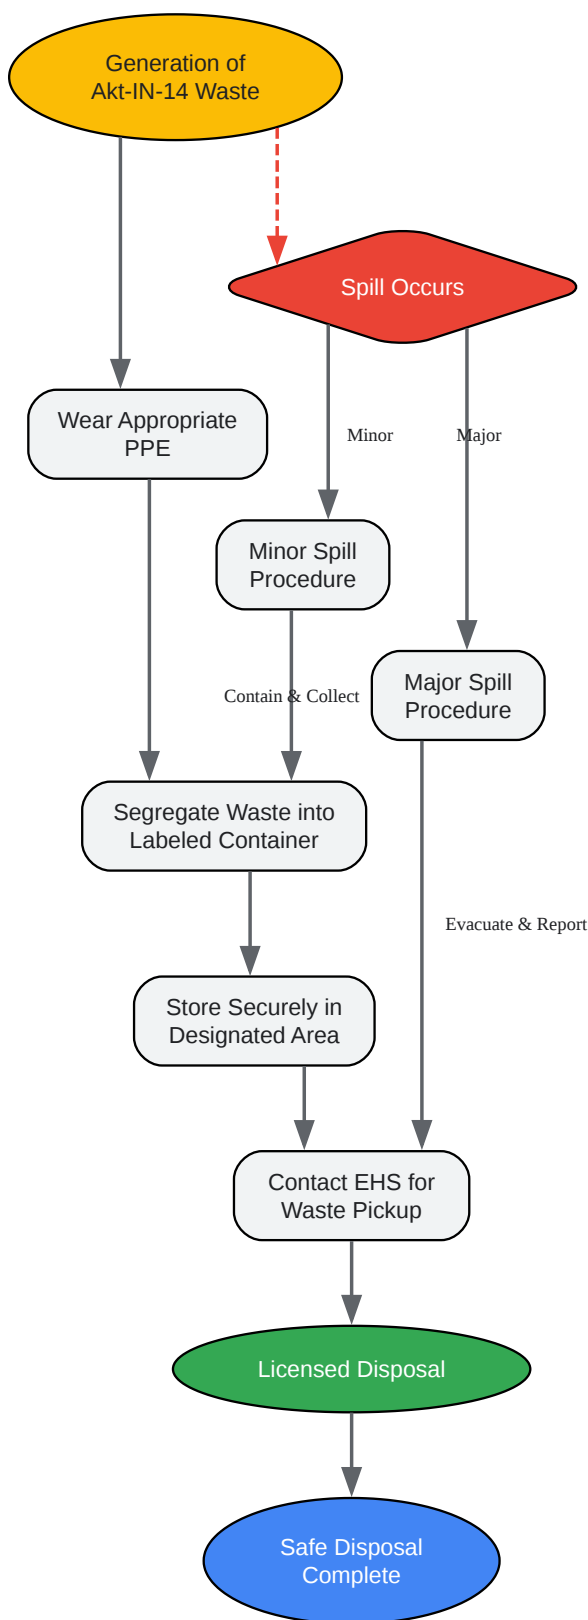 Generation of
Akt-IN-14 Waste
Spill Occurs
Wear Appropriate
PPE
Minor
Major
Minor Spill
Procedure
Contain & Collect
Major Spill
Procedure
Segregate Waste into
Labeled Container
Evacuate & Report
Store Securely in
Designated Area
Contact EHS for
Waste Pickup
Licensed Disposal
Safe Disposal
Complete